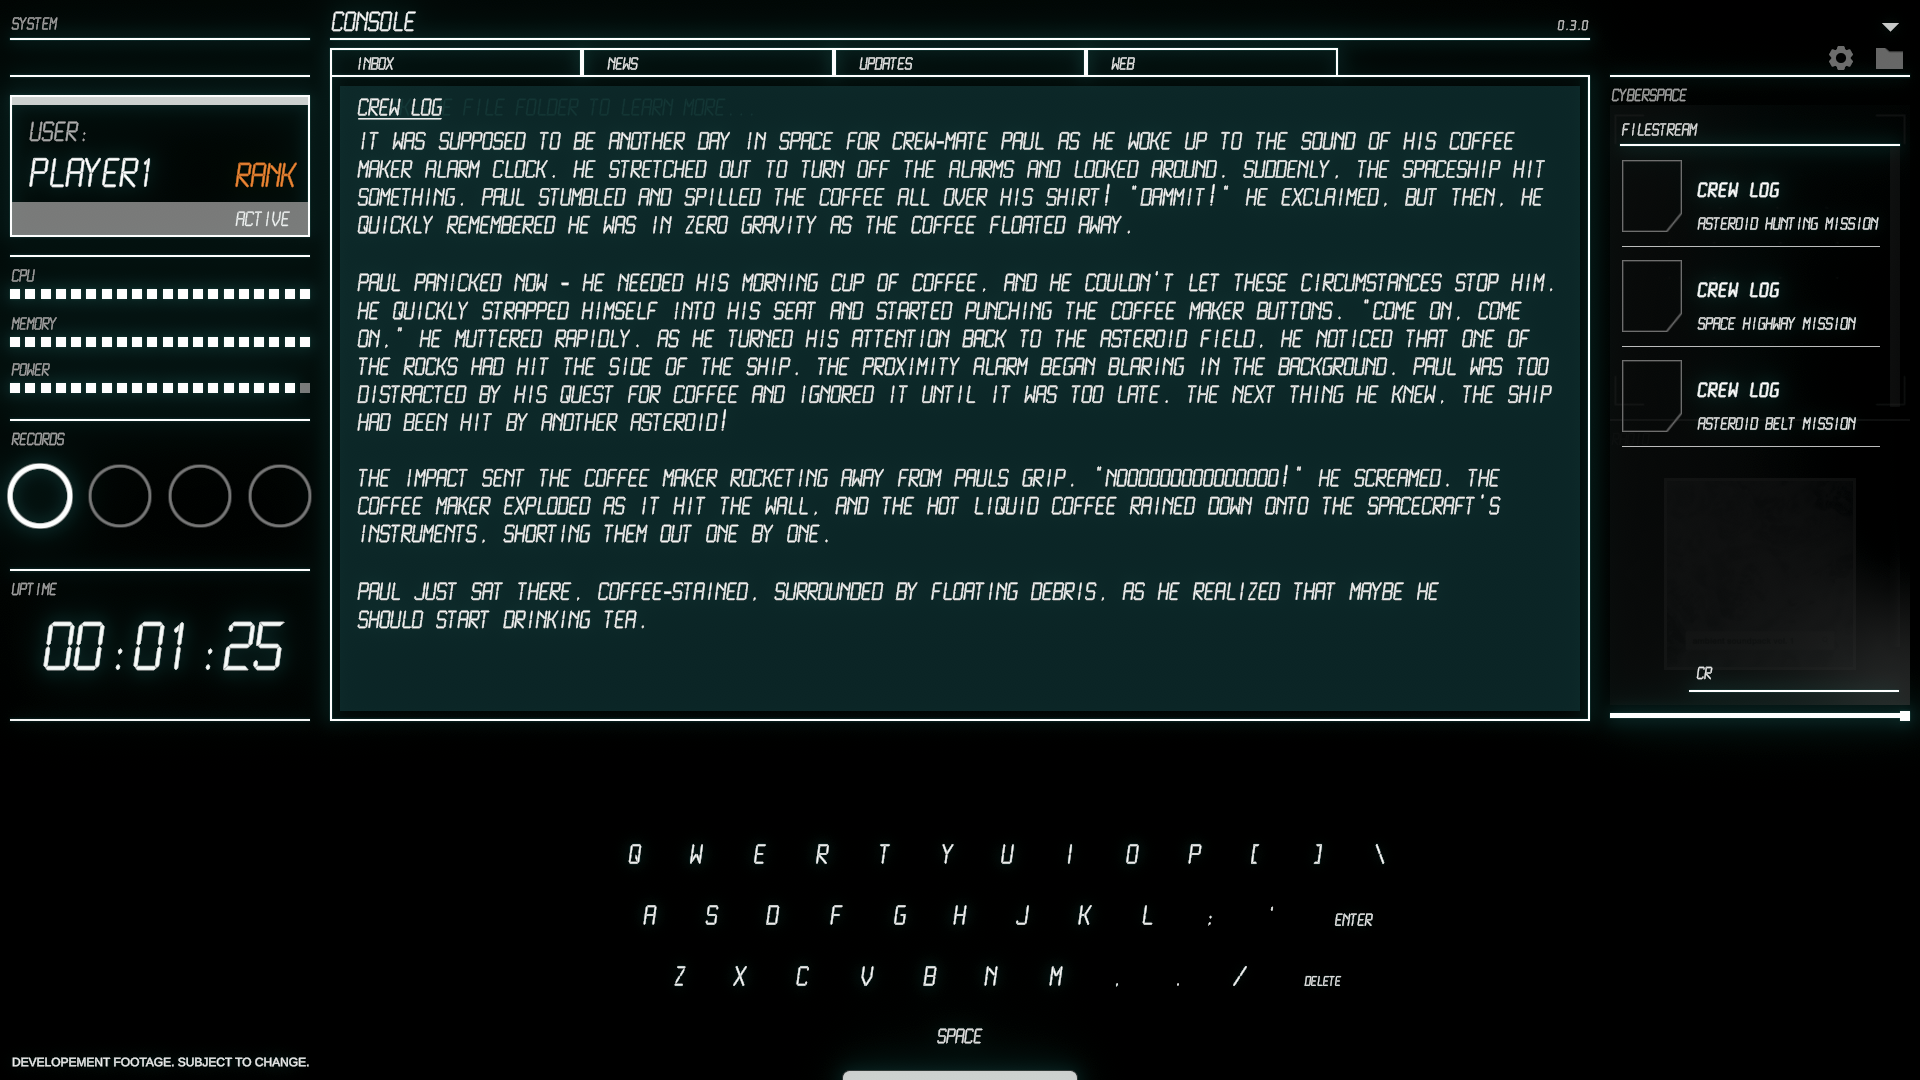 SYSTEM
CONSOLE
0.3.0
INBOX
NEWS
UPDATES
WEB
USER:
PLAYER1
RANK
ACTIVE
CPU
MEMORY
POWER
RECORDS
UPTIME
00:01:25
CREW LOG
FILE FOLDER TO LEARN MORE...
IT WAS SUPPOSED TO BE ANOTHER DAY IN SPACE FOR CREW-MATE PAUL AS HE WOKE UP TO THE SOUND OF HIS COFFEE
MAKER ALARM CLOCK. HE STRETCHED OUT TO TURN OFF THE ALARMS AND LOOKED AROUND. SUDDENLY, THE SPACESHIP HIT
SOMETHING. PAUL STUMBLED AND SPILLED THE COFFEE ALL OVER HIS SHIRT! "DAMMIT!" HE EXCLAIMED, BUT THEN, HE
QUICKLY REMEMBERED HE WAS IN ZERO GRAVITY AS THE COFFEE FLOATED AWAY.
PAUL PANICKED NOW - HE NEEDED HIS MORNING CUP OF COFFEE, AND HE COULDN'T LET THESE CIRCUMSTANCES STOP HIM.
HE QUICKLY STRAPPED HIMSELF INTO HIS SEAT AND STARTED PUNCHING THE COFFEE MAKER BUTTONS. "COME ON, COME
ON," HE MUTTERED RAPIDLY. AS HE TURNED HIS ATTENTION BACK TO THE ASTEROID FIELD, HE NOTICED THAT ONE OF
THE ROCKS HAD HIT THE SIDE OF THE SHIP. THE PROXIMITY ALARM BEGAN BLARING IN THE BACKGROUND. PAUL WAS TOO
DISTRACTED BY HIS QUEST FOR COFFEE AND IGNORED IT UNTIL IT WAS TOO LATE. THE NEXT THING HE KNEW, THE SHIP
HAD BEEN HIT BY ANOTHER ASTEROID!
THE IMPACT SENT THE COFFEE MAKER ROCKETING AWAY FROM PAULS GRIP. "NOOOOOOOOOOOOOOO!" HE SCREAMED. THE
COFFEE MAKER EXPLODED AS IT HIT THE WALL, AND THE HOT LIQUID COFFEE RAINED DOWN ONTO THE SPACECRAFT'S
INSTRUMENTS, SHORTING THEM OUT ONE BY ONE.
PAUL JUST SAT THERE, COFFEE-STAINED, SURROUNDED BY FLOATING DEBRIS, AS HE REALIZED THAT MAYBE HE
SHOULD START DRINKING TEA.
CYBERSPACE
FILESTREAM
CREW LOG
ASTEROID HUNTING MISSION
CREW LOG
SPACE HIGHWAY MISSION
CREW LOG
ASTEROID BELT MISSION
CR
Q W E R T Y U I O P [ ] \
A S D F G H J K L ; ' ENTER
Z X C V B N M , . / DELETE
SPACE
DEVELOPEMENT FOOTAGE. SUBJECT TO CHANGE.